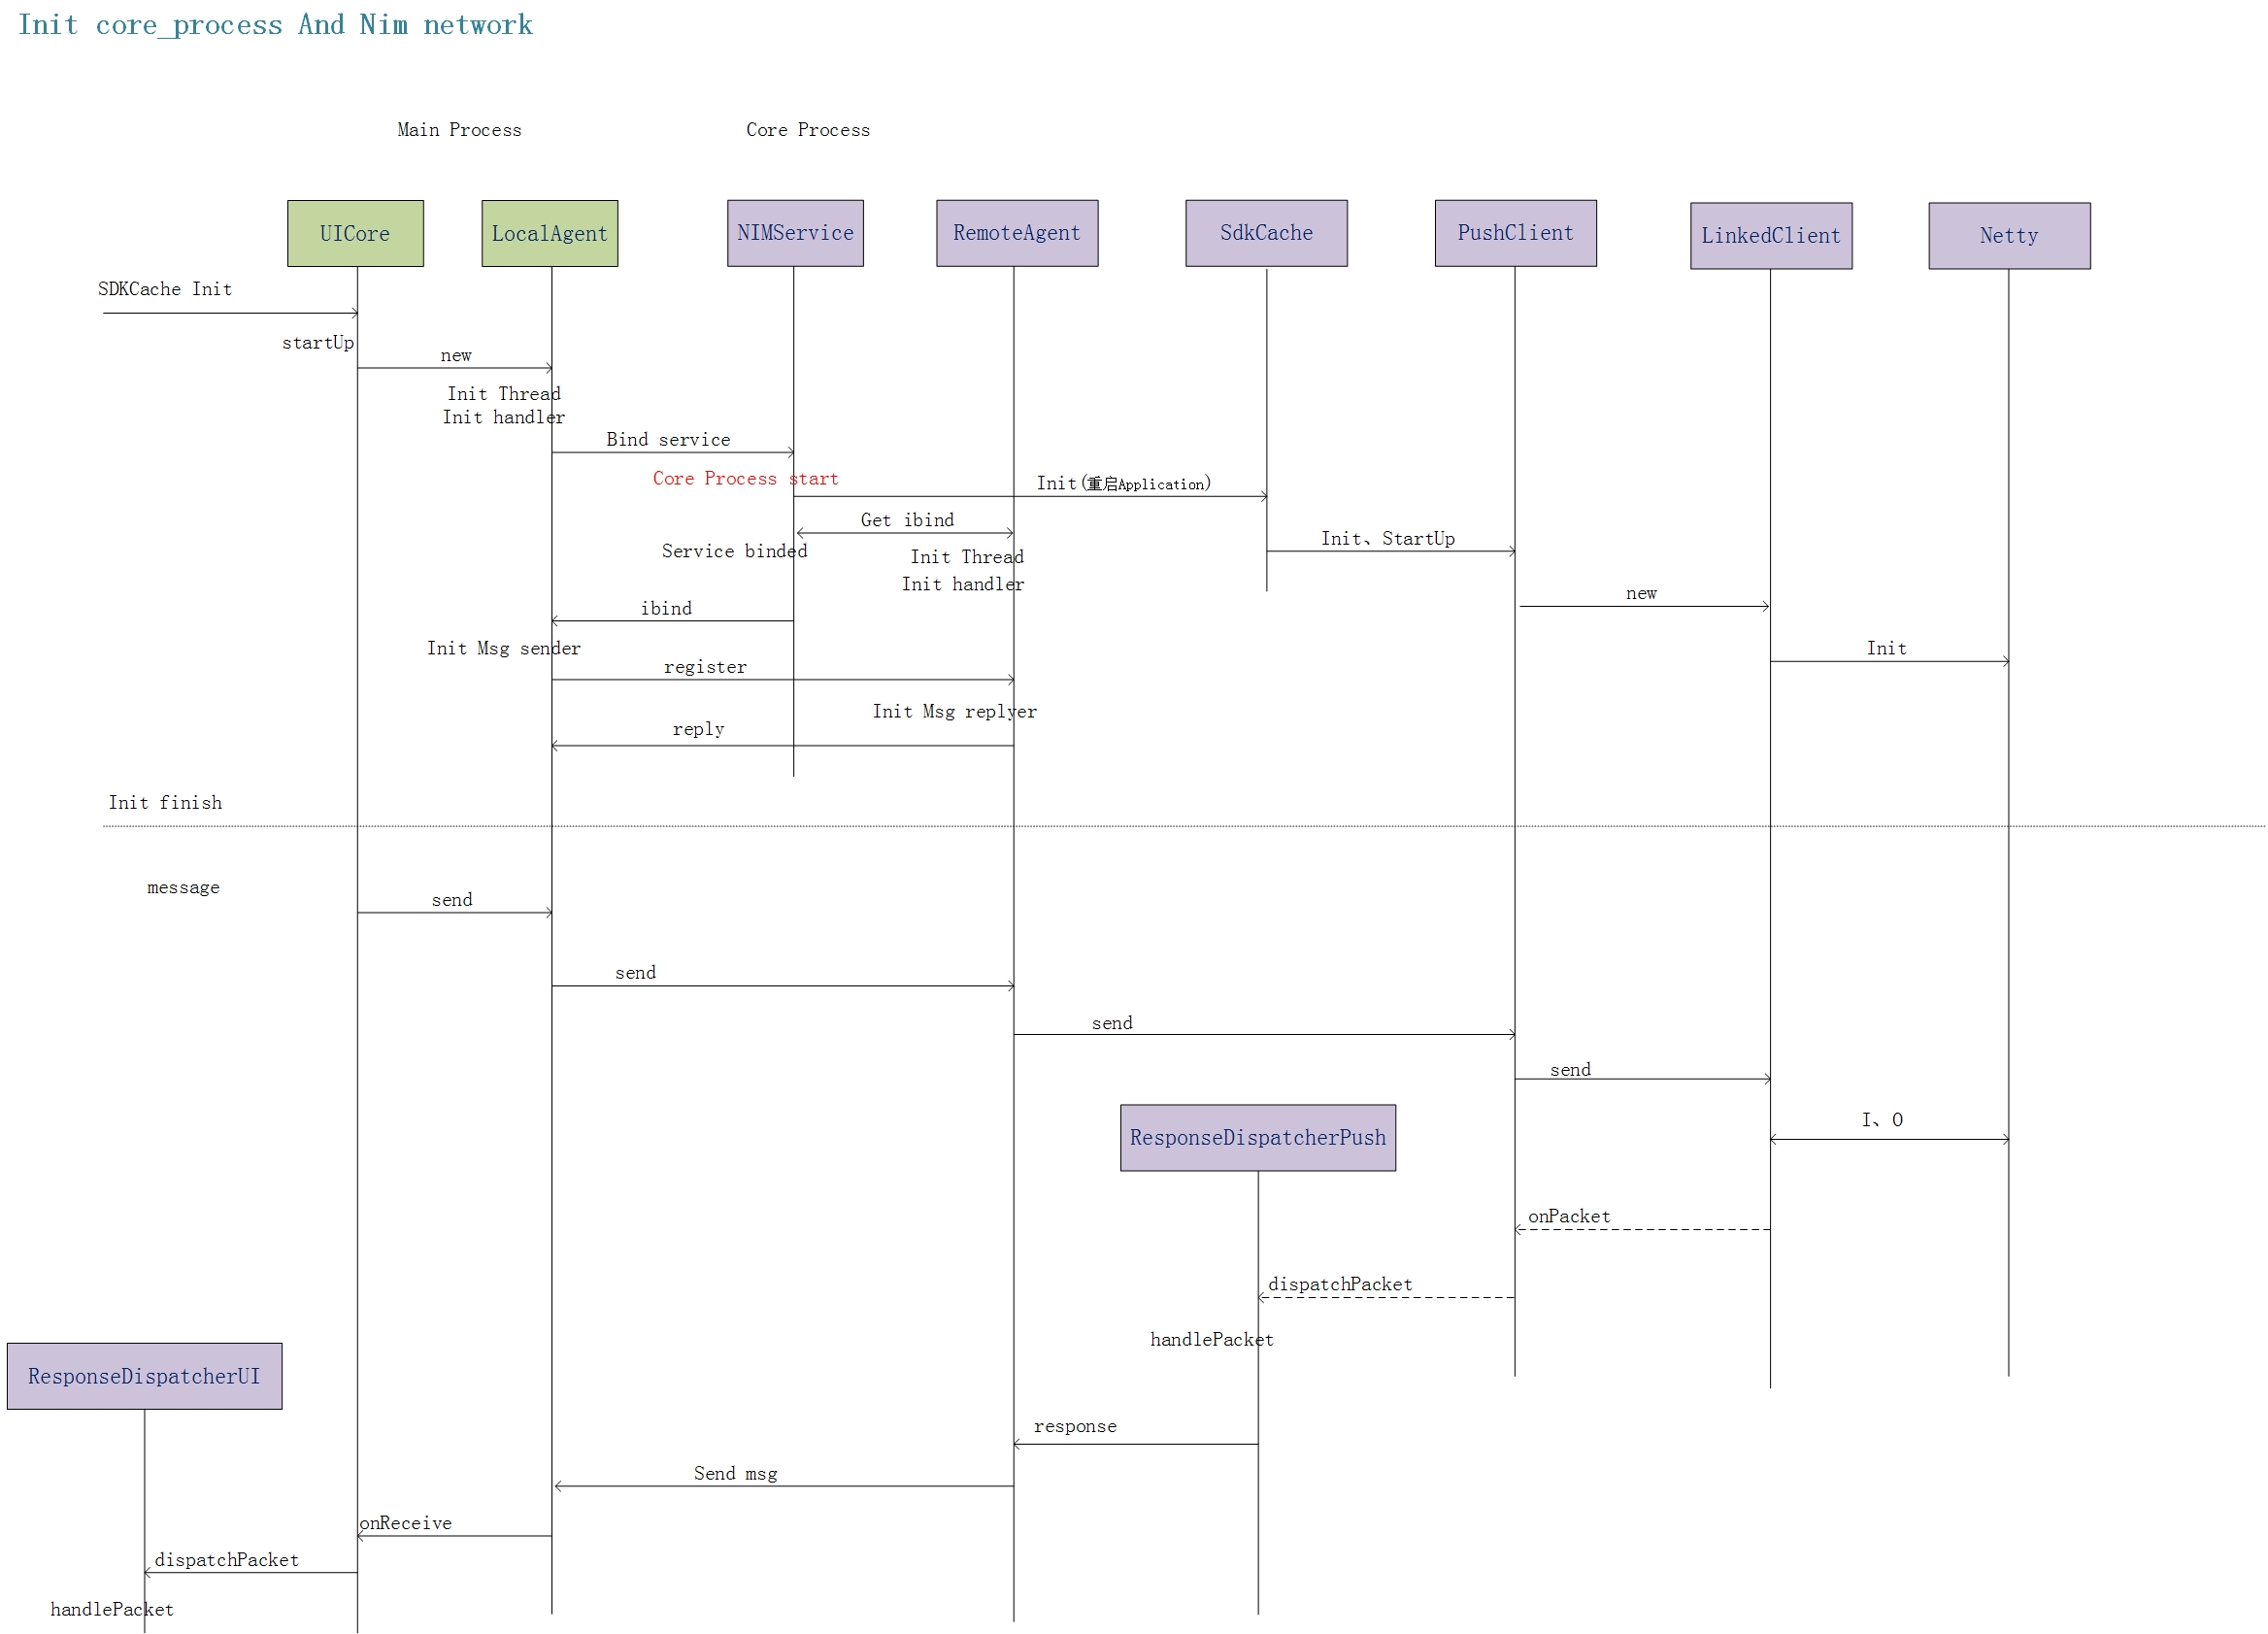 Init core_process And Nim network
Main Process
Core Process
UICore
LocalAgent
NIMService
RemoteAgent
SdkCache
PushClient
LinkedClient
Netty
SDKCache Init
startUp
new
Init Thread
Init handler
Bind service
Core Process start
Init(重启Application)
Get ibind
Service binded
Init Thread
Init handler
Init、StartUp
new
ibind
Init Msg sender
Init
register
Init Msg replyer
reply
Init finish
message
send
send
send
send
ResponseDispatcherPush
I、O
onPacket
dispatchPacket
handlePacket
ResponseDispatcherUI
response
Send msg
onReceive
dispatchPacket
handlePacket